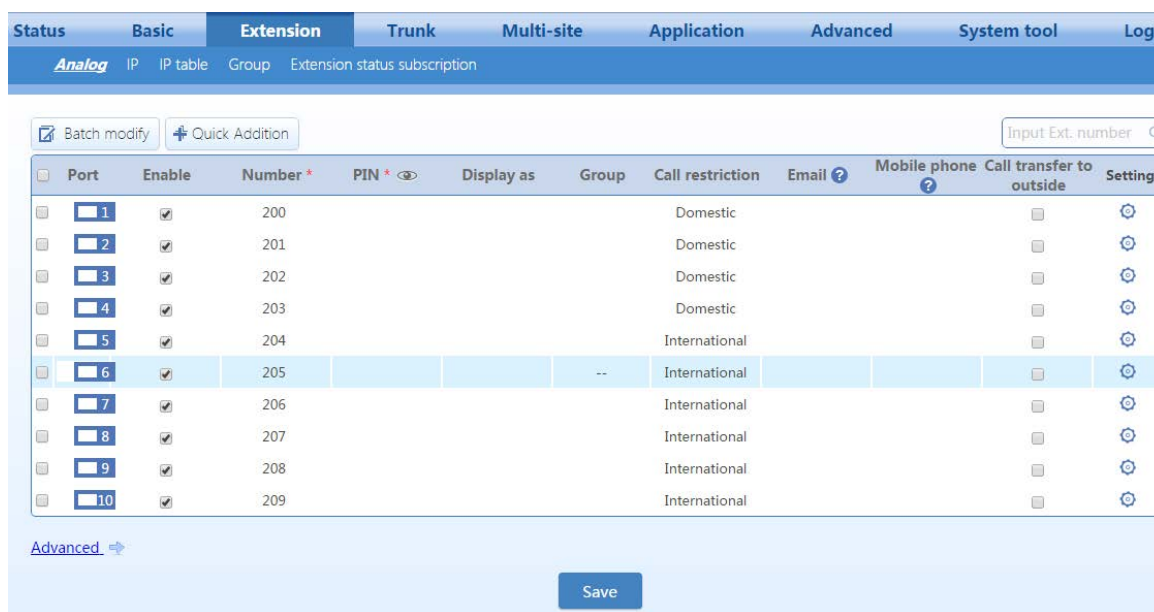 Status Basic Extension Trunk Multi-site Application Advanced System tool Log
Analog IP IP table Group Extension status subscription
Batch modify Quick Addition Input Ext. number
Port Enable Number * PIN * Display as Group Call restriction Email ? Mobile phone ? Call transfer to outside Setting
1 200 Domestic
2 201 Domestic
3 202 Domestic
4 203 Domestic
5 204 International
6 205 -- International
7 206 International
8 207 International
9 208 International
10 209 International
Advanced
Save